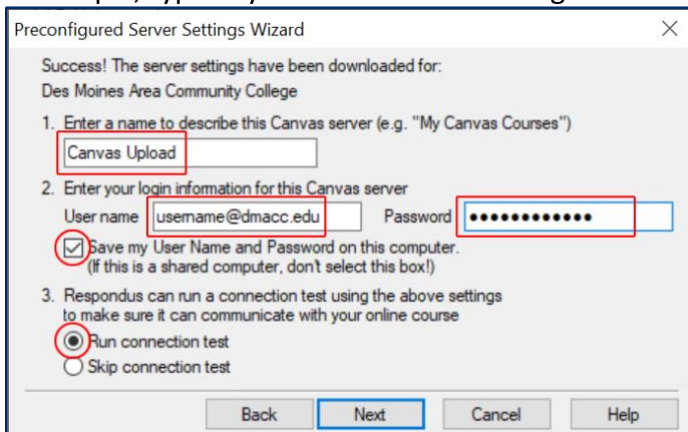 Preconfigured Server Settings Wizard
Success! The server settings have been downloaded for:
Des Moines Area Community College
1. Enter a name to describe this Canvas server (e.g. "My Canvas Courses")
Canvas Upload
2. Enter your login information for this Canvas server
User name username@dmacc.edu Password ●●●●●●●●●●●●
Save my User Name and Password on this computer.
(If this is a shared computer, don't select this box!)
3. Respondus can run a connection test using the above settings
to make sure it can communicate with your online course
Run connection test
Skip connection test
Back Next Cancel Help